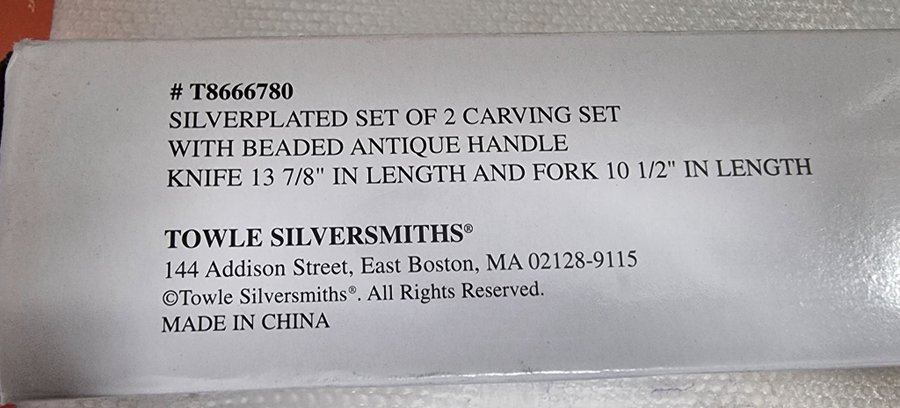 # T8666780
SILVERPLATED SET OF 2 CARVING SET
WITH BEADED ANTIQUE HANDLE
KNIFE 13 7/8" IN LENGTH AND FORK 10 1/2" IN LENGTH
TOWLE SILVERSMITHS®
144 Addison Street, East Boston, MA 02128-9115
©Towle Silversmiths®. All Rights Reserved.
MADE IN CHINA